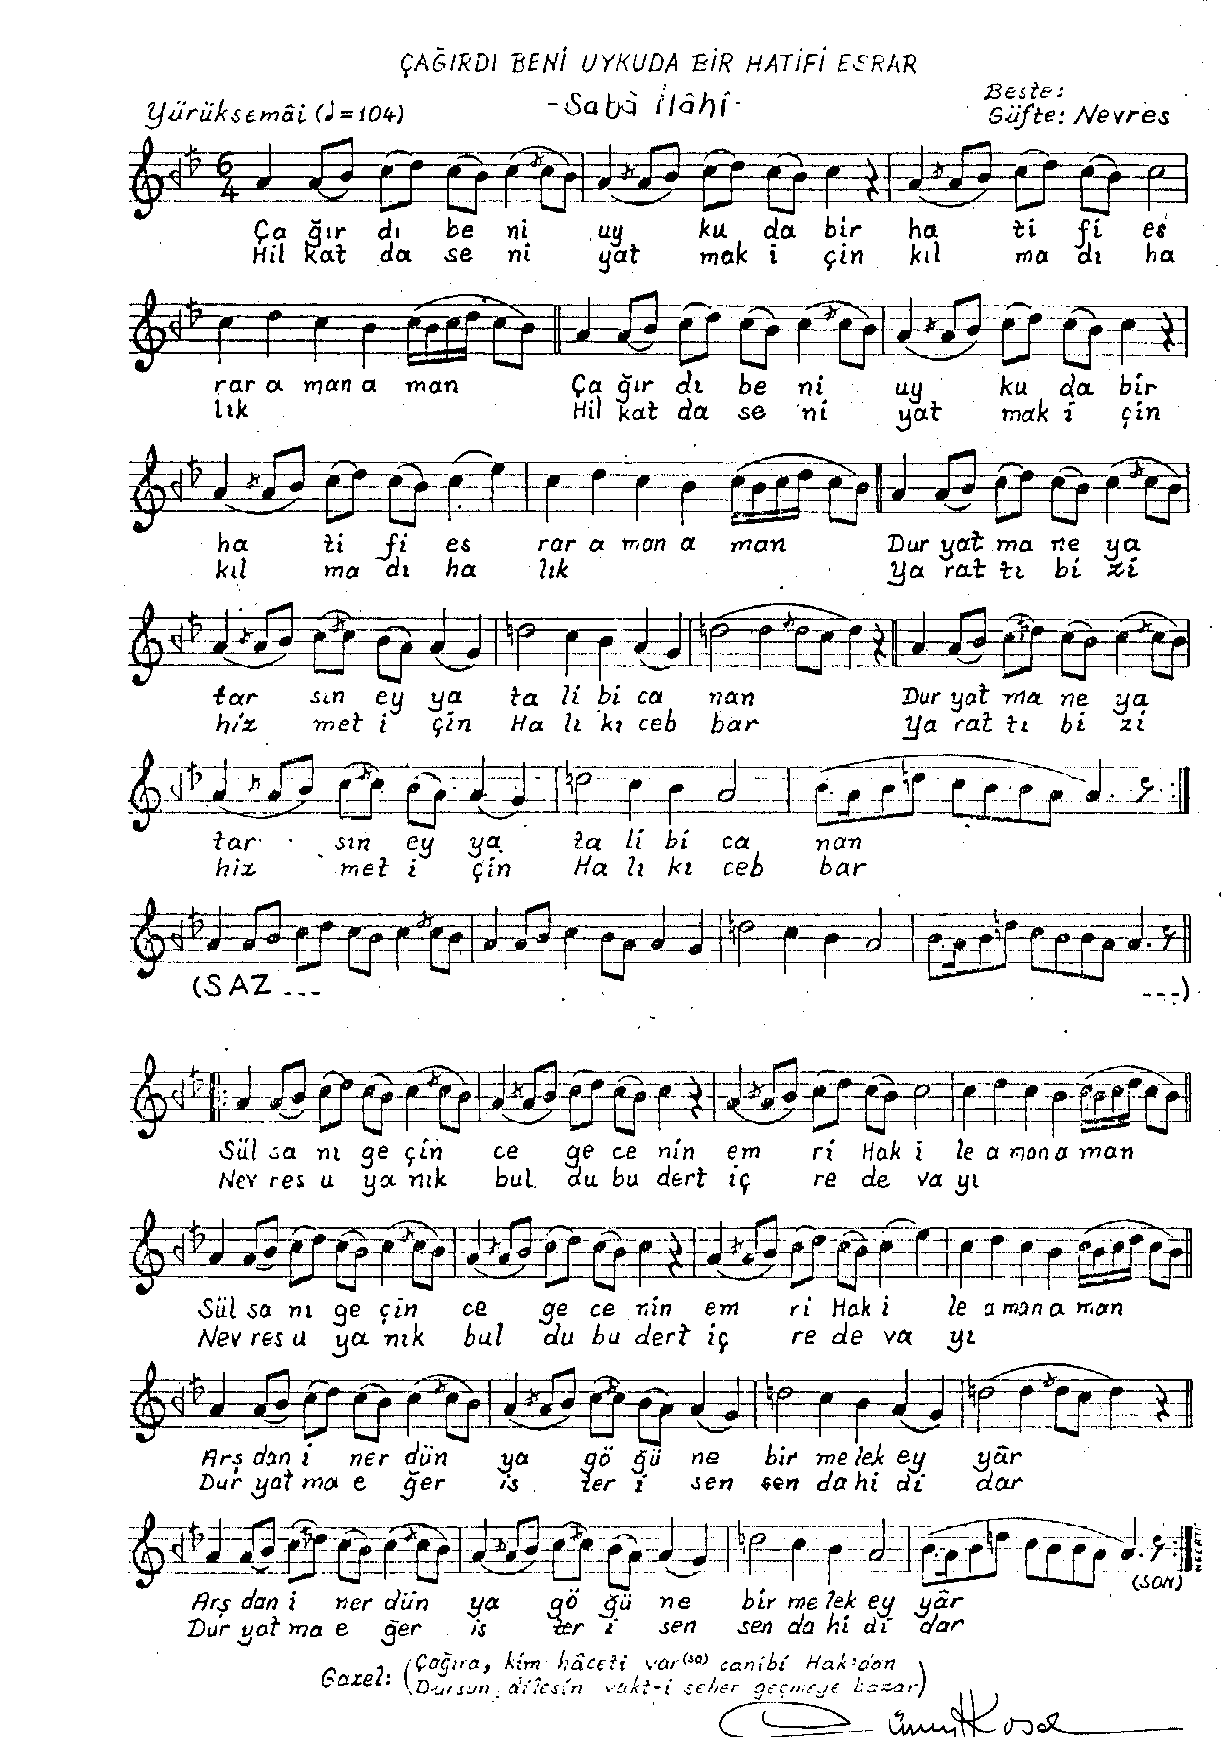 ÇAĞIRDI BENİ UYKUDA BİR HATİFİ ESRAR
Beste:
Yürüksemâi (♩=104)
-Sabâ İlâhî-
Güfte: Nevres
6
4
Ça ğır dı be ni uy ku da bir ha ti fi es
Hil kat da se ni yat mak i çin kıl ma dı ha
rar a man a man Ça ğır dı be ni uy ku da bir
lık Hil kat da se ni yat mak i çin
ha ti fi es rar a man a man Dur yat ma ne ya
kıl ma dı ha lık Ya rat tı bi zi
tar sın ey ya ta li bi ca nan Dur yat ma ne ya
hiz met i çin Ha lı kı ceb bar Ya rat tı bi zi
tar sın ey ya ta li bi ca nan
hiz met i çin Ha lı kı ceb bar
(SAZ --- ---)
Sül sa nı ge çin ce ge ce nin em ri Hak i le a man a man
Nev res u ya nık bul du bu dert iç re de va yı
Sül sa nı ge çin ce ge ce nin em ri Hak i le a man a man
Nev res u ya nık bul du bu dert iç re de va yı
Arş dan i ner dün ya gö ğü ne bir me lek ey yâr
Dur yat ma e ğer is ter i sen sen da hi di dar
(SON)
Arş dan i ner dün ya gö ğü ne bir me lek ey yâr
Dur yat ma e ğer is ter i sen sen da hi di dar
Gazel: (Çağıra, kim hâceti var (sa) canibi Hak'dan
Dursun, dilesin vakt-i seher geçmeye bazar)